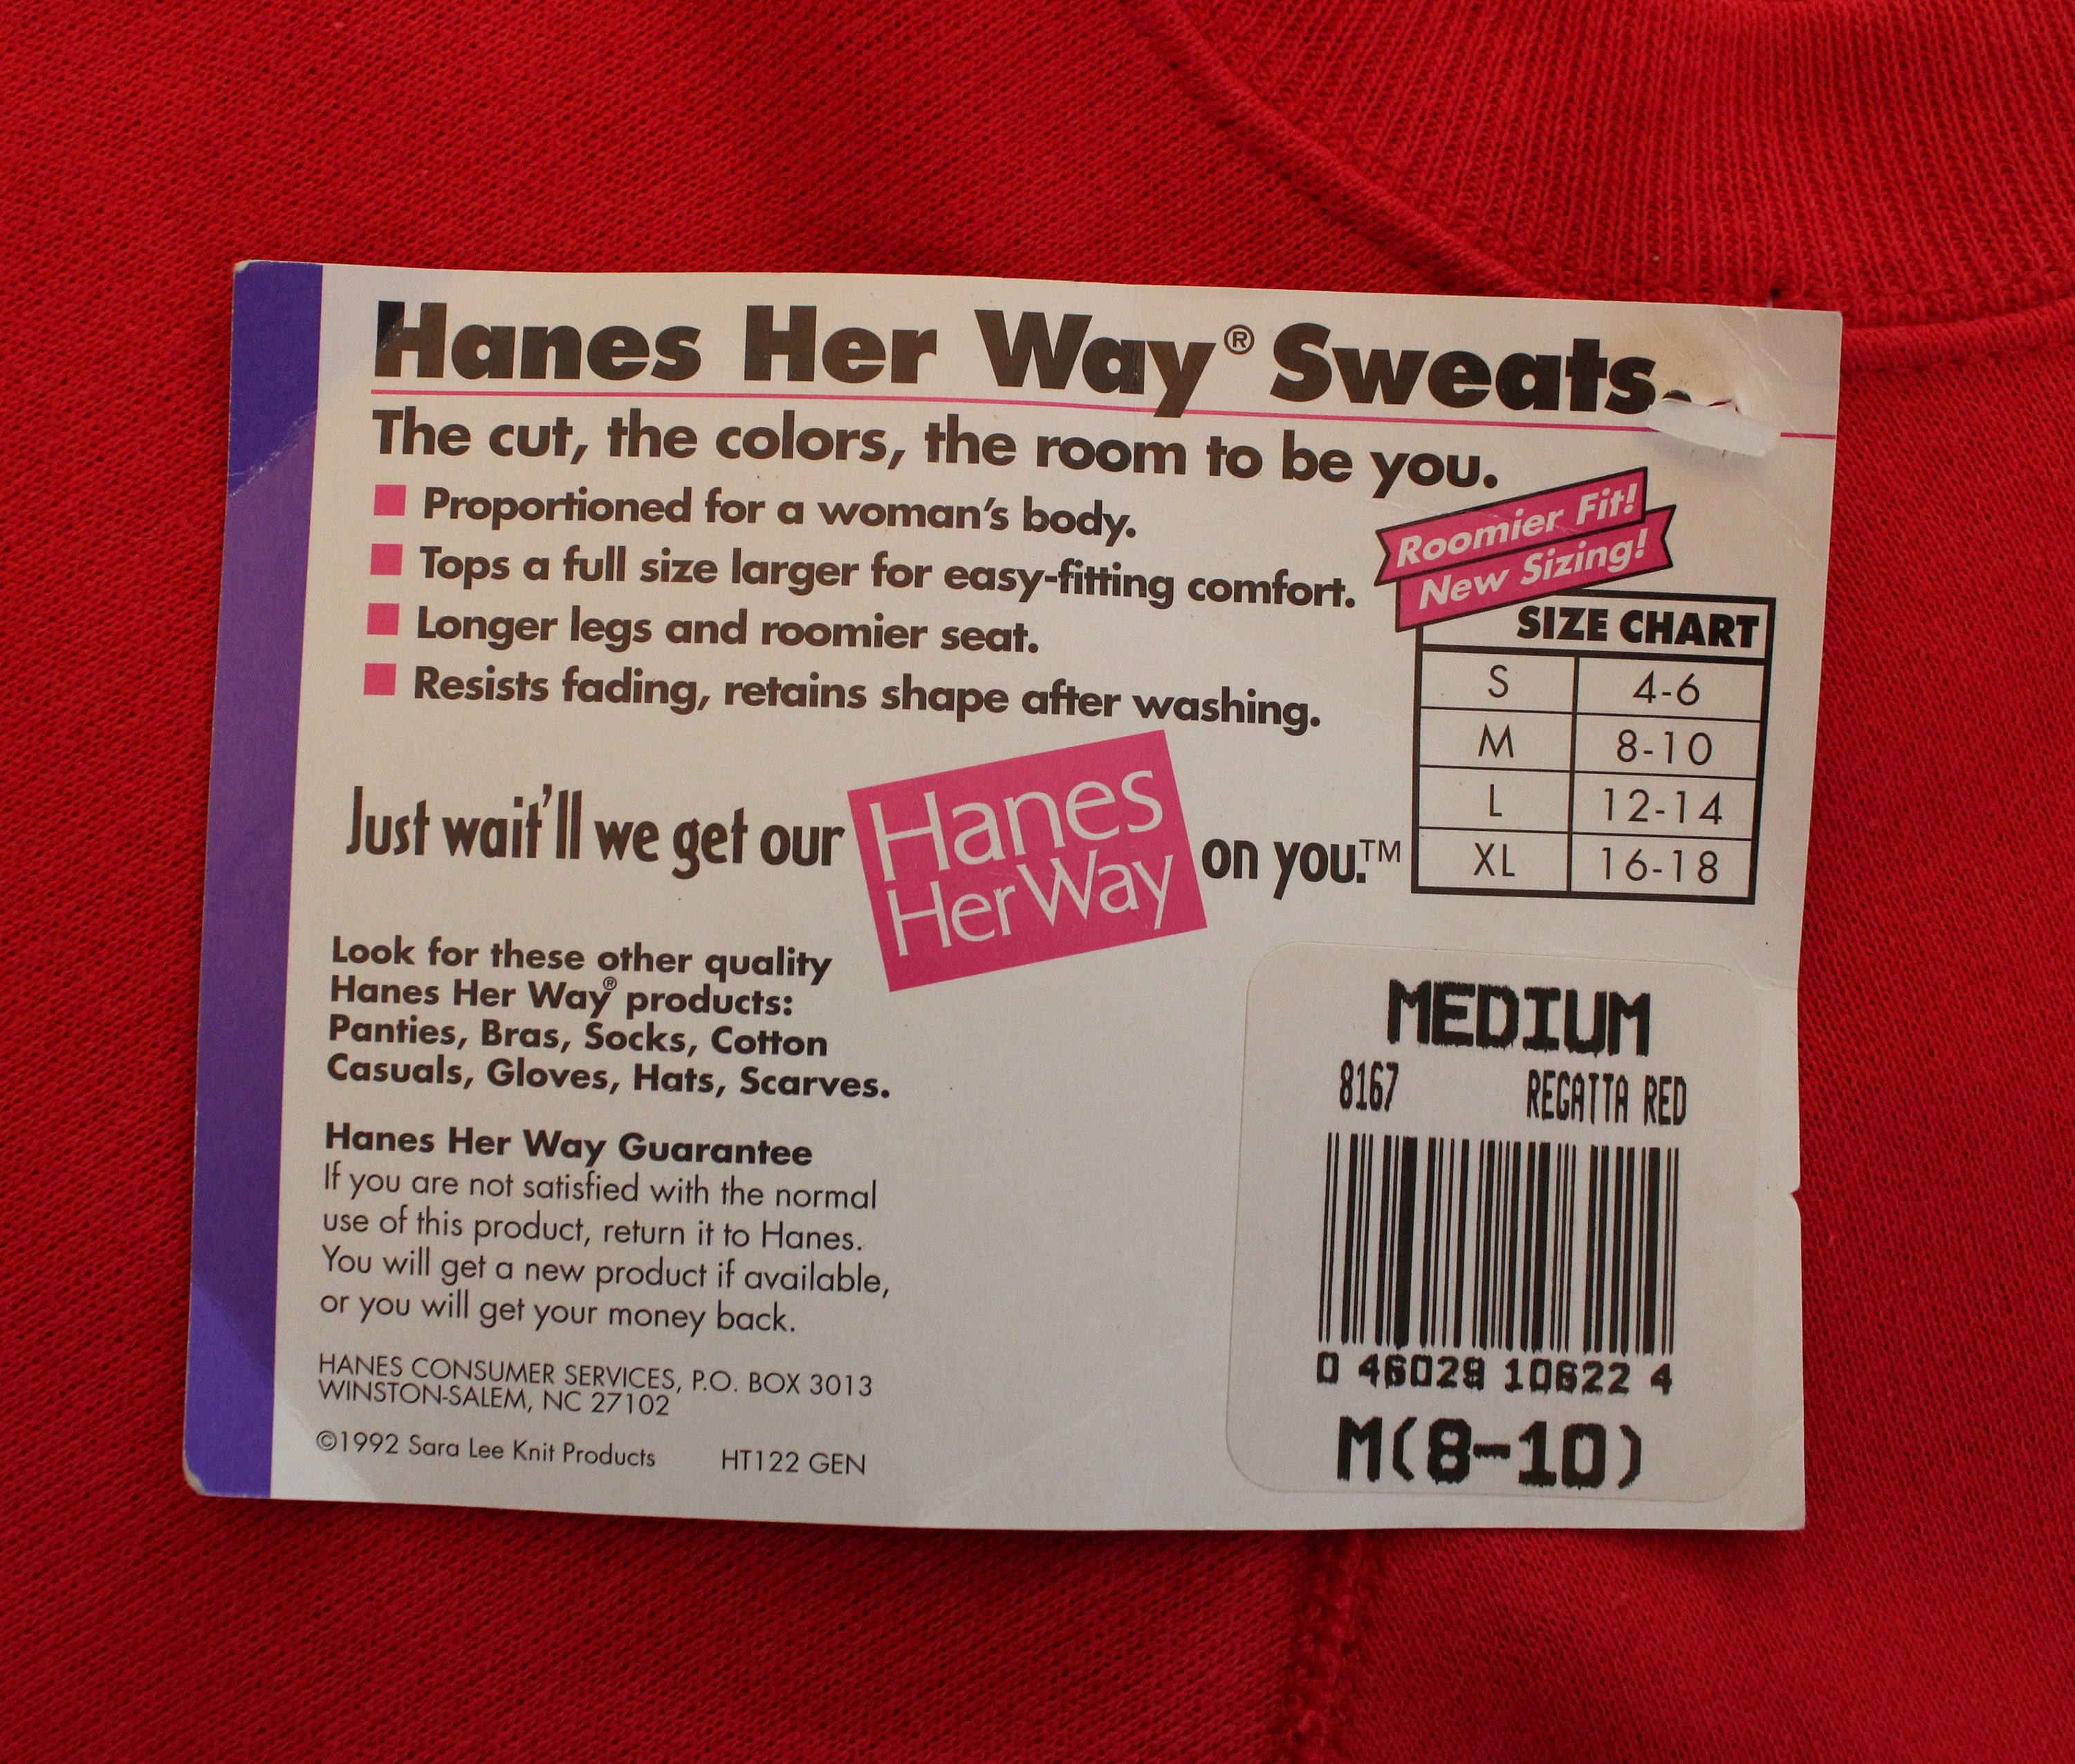 Hanes Her Way® Sweats.
The cut, the colors, the room to be you.
Proportioned for a woman's body.
Tops a full size larger for easy-fitting comfort.
Longer legs and roomier seat.
Resists fading, retains shape after washing.
Roomier Fit!
New Sizing!
SIZE CHART
S 4-6
M 8-10
L 12-14
XL 16-18
Just wait'll we get our Hanes Her Way on you.™
Look for these other quality
Hanes Her Way® products:
Panties, Bras, Socks, Cotton
Casuals, Gloves, Hats, Scarves.
Hanes Her Way Guarantee
If you are not satisfied with the normal
use of this product, return it to Hanes.
You will get a new product if available,
or you will get your money back.
HANES CONSUMER SERVICES, P.O. BOX 3013
WINSTON-SALEM, NC 27102
©1992 Sara Lee Knit Products HT122 GEN
MEDIUM
8167 REGATTA RED
0 46029 10622 4
M(8-10)